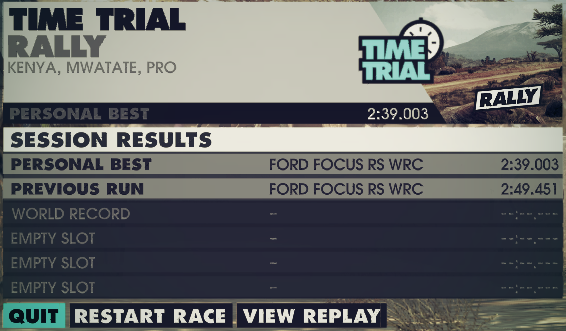 TIME TRIAL
RALLY
KENYA, MWATATE, PRO
TIME
TRIAL
RALLY
PERSONAL BEST 2:39.003
SESSION RESULTS
PERSONAL BEST FORD FOCUS RS WRC 2:39.003
PREVIOUS RUN FORD FOCUS RS WRC 2:49.451
WORLD RECORD – --:--.---
EMPTY SLOT – --:--.---
EMPTY SLOT – --:--.---
EMPTY SLOT – --:--.---
QUIT RESTART RACE VIEW REPLAY